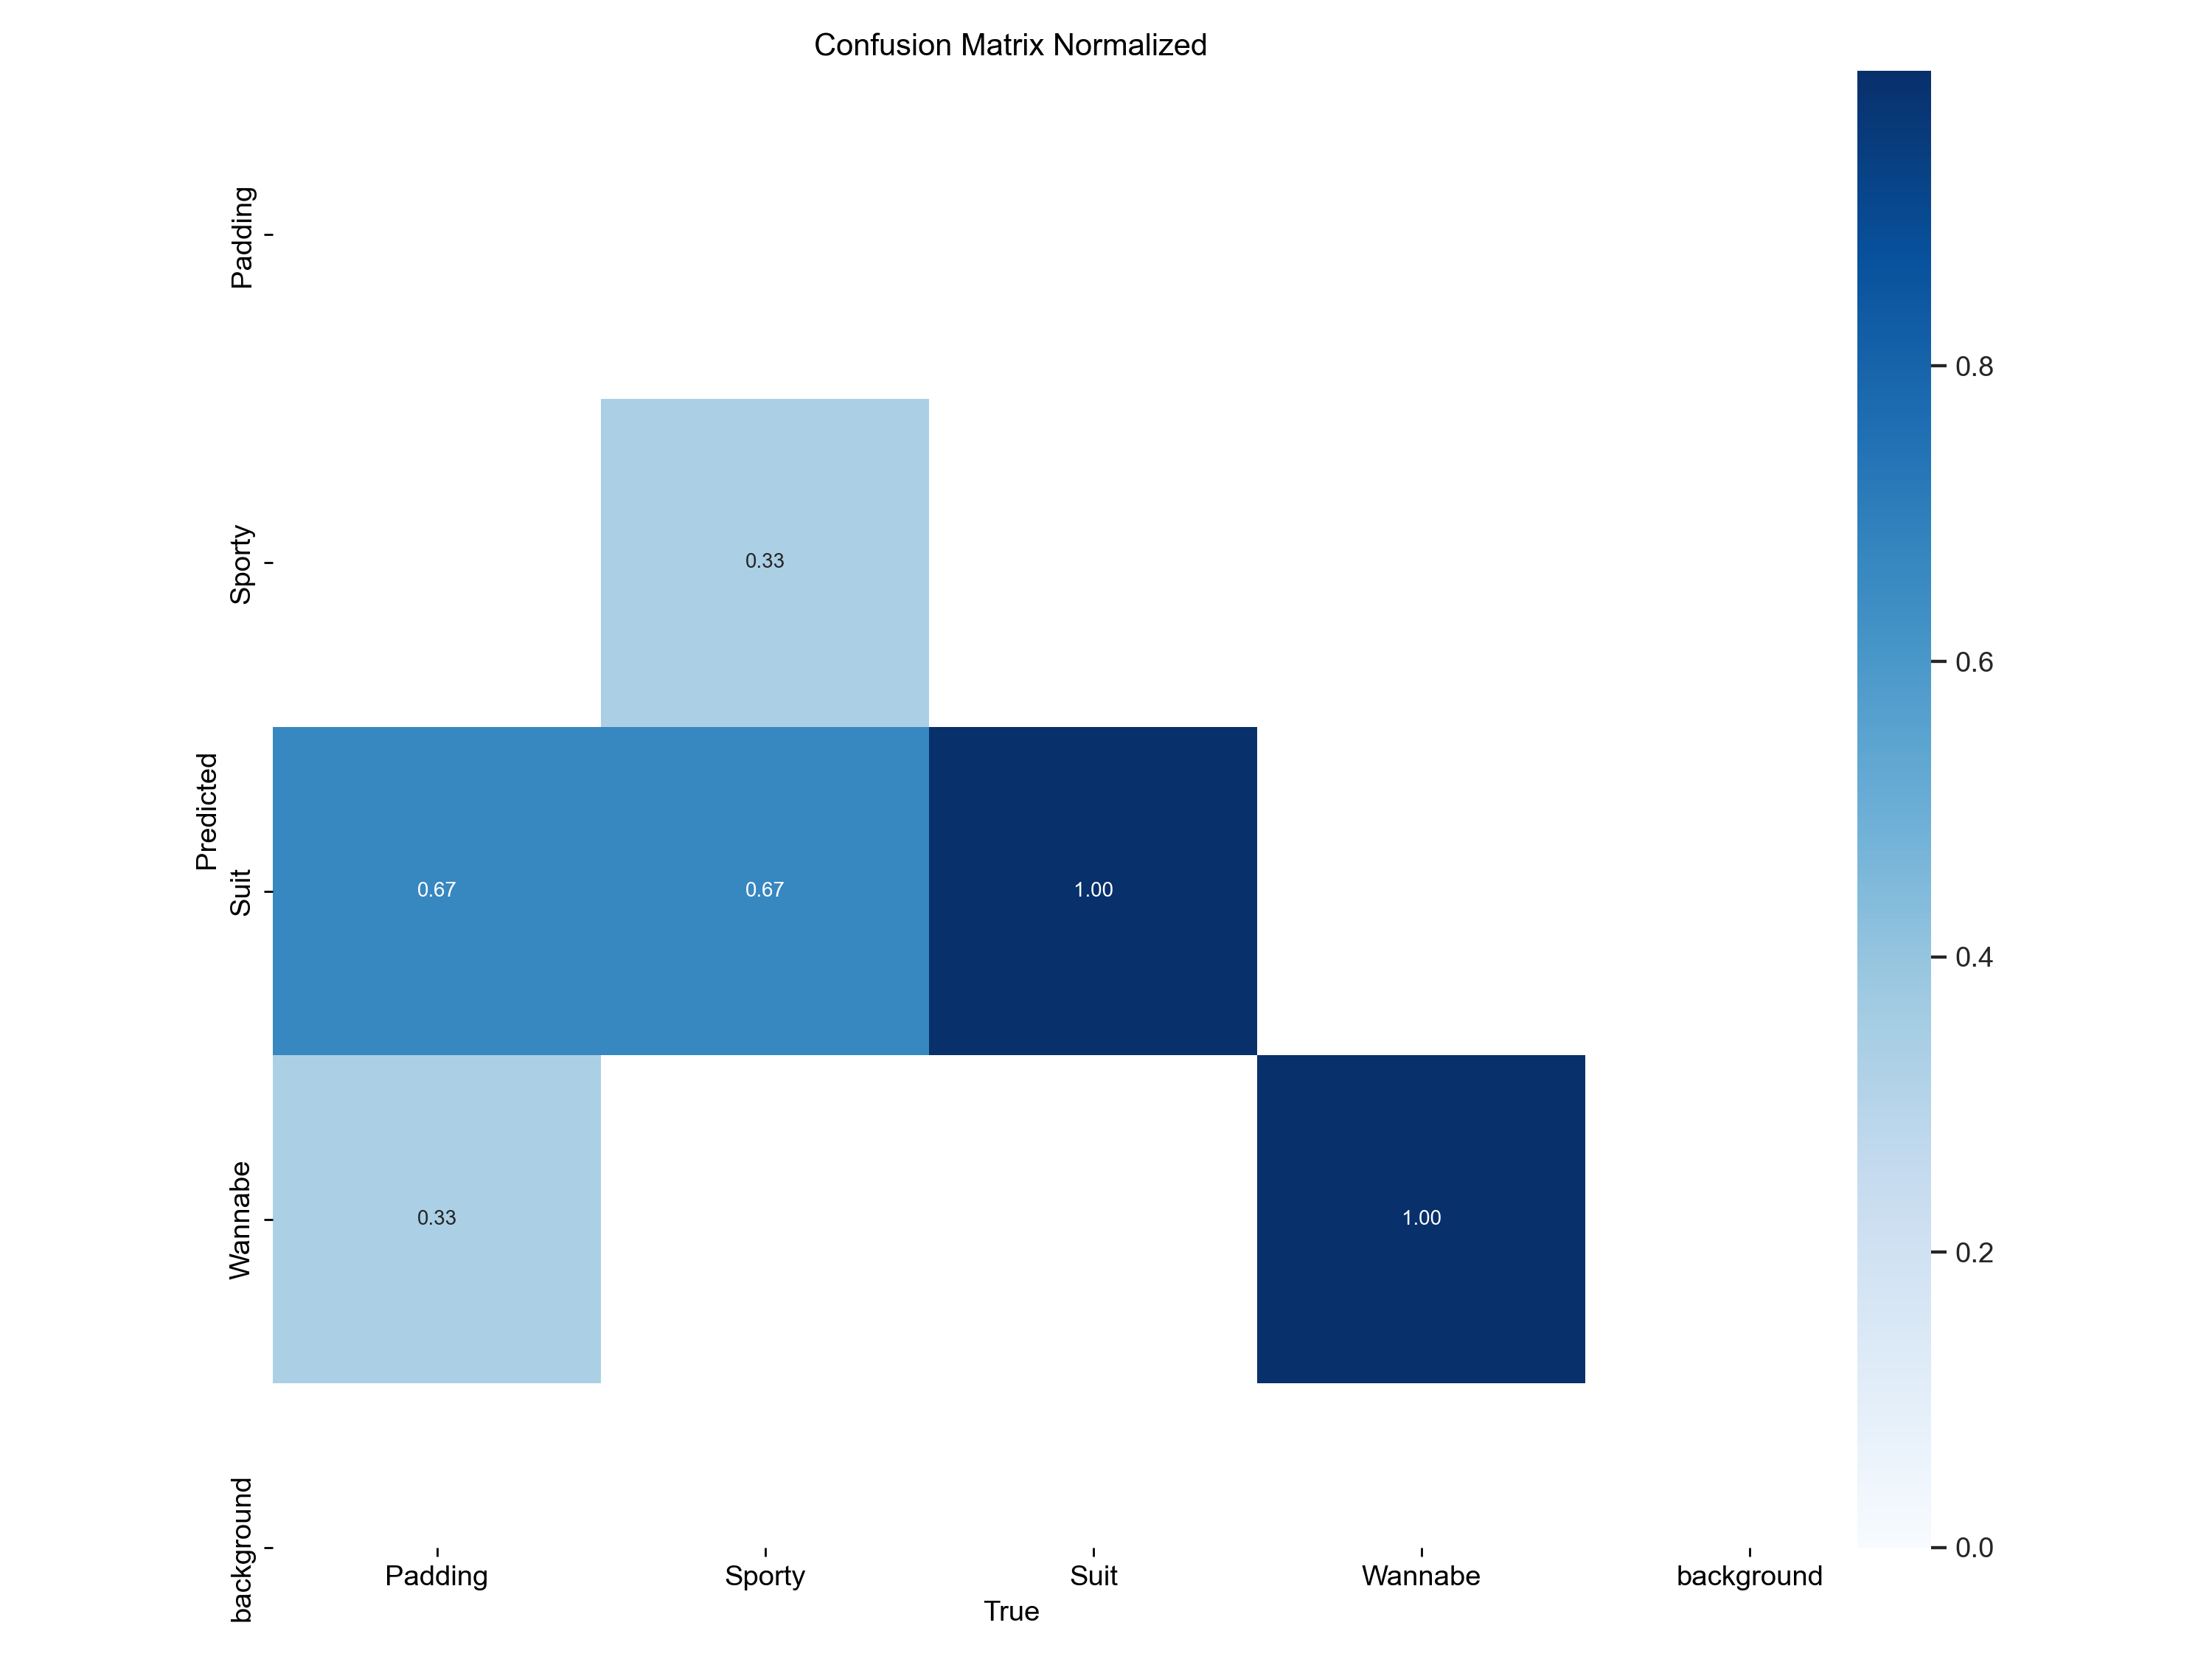 Confusion Matrix Normalized
Padding
Sporty
Suit
Wannabe
background
Predicted
0.33
0.67 0.67 1.00
0.33 1.00
Padding Sporty Suit Wannabe background
True
0.8
0.6
0.4
0.2
0.0